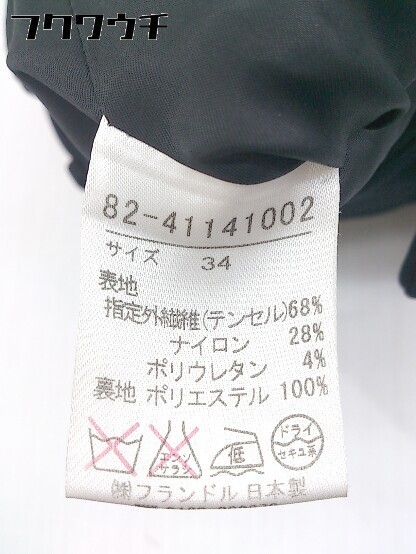 フクワウチ
82-41141002
サイズ 34
表地
指定外繊維(テンセル)68%
ナイロン 28%
ポリウレタン 4%
裏地 ポリエステル 100%
エンソサラシ 低 ドライ セキユ系
㈱フランドル 日本製